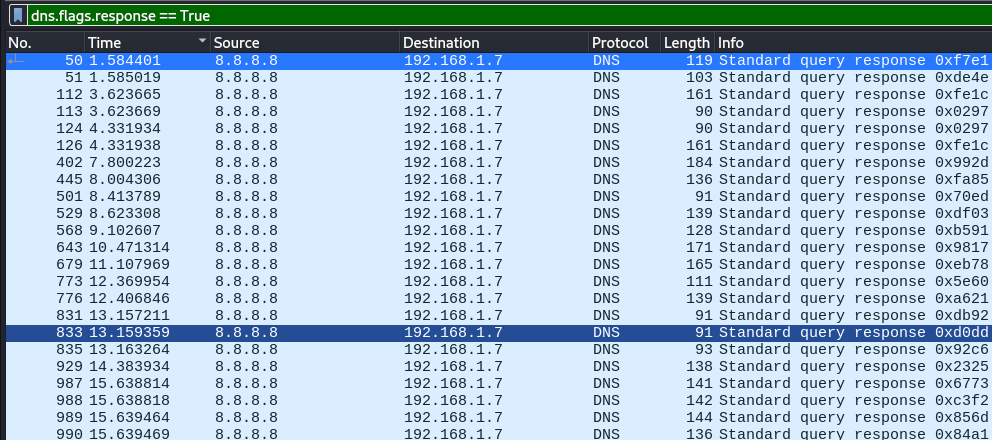 dns.flags.response == True
No. Time Source Destination Protocol Length Info
50 1.584401 8.8.8.8 192.168.1.7 DNS 119 Standard query response 0xf7e1
51 1.585019 8.8.8.8 192.168.1.7 DNS 103 Standard query response 0xde4e
112 3.623665 8.8.8.8 192.168.1.7 DNS 161 Standard query response 0xfe1c
113 3.623669 8.8.8.8 192.168.1.7 DNS 90 Standard query response 0x0297
124 4.331934 8.8.8.8 192.168.1.7 DNS 90 Standard query response 0x0297
126 4.331938 8.8.8.8 192.168.1.7 DNS 161 Standard query response 0xfe1c
402 7.800223 8.8.8.8 192.168.1.7 DNS 184 Standard query response 0x992d
445 8.004306 8.8.8.8 192.168.1.7 DNS 136 Standard query response 0xfa85
501 8.413789 8.8.8.8 192.168.1.7 DNS 91 Standard query response 0x70ed
529 8.623308 8.8.8.8 192.168.1.7 DNS 139 Standard query response 0xdf03
568 9.102607 8.8.8.8 192.168.1.7 DNS 128 Standard query response 0xb591
643 10.471314 8.8.8.8 192.168.1.7 DNS 171 Standard query response 0x9817
679 11.107969 8.8.8.8 192.168.1.7 DNS 165 Standard query response 0xeb78
773 12.369954 8.8.8.8 192.168.1.7 DNS 111 Standard query response 0x5e60
776 12.406846 8.8.8.8 192.168.1.7 DNS 139 Standard query response 0xa621
831 13.157211 8.8.8.8 192.168.1.7 DNS 91 Standard query response 0xdb92
833 13.159359 8.8.8.8 192.168.1.7 DNS 91 Standard query response 0xd0dd
835 13.163264 8.8.8.8 192.168.1.7 DNS 93 Standard query response 0x92c6
929 14.383934 8.8.8.8 192.168.1.7 DNS 138 Standard query response 0x2325
987 15.638814 8.8.8.8 192.168.1.7 DNS 141 Standard query response 0x6773
988 15.638818 8.8.8.8 192.168.1.7 DNS 142 Standard query response 0xc3f2
989 15.639464 8.8.8.8 192.168.1.7 DNS 144 Standard query response 0x856d
990 15.639469 8.8.8.8 192.168.1.7 DNS 136 Standard query response 0x84a1